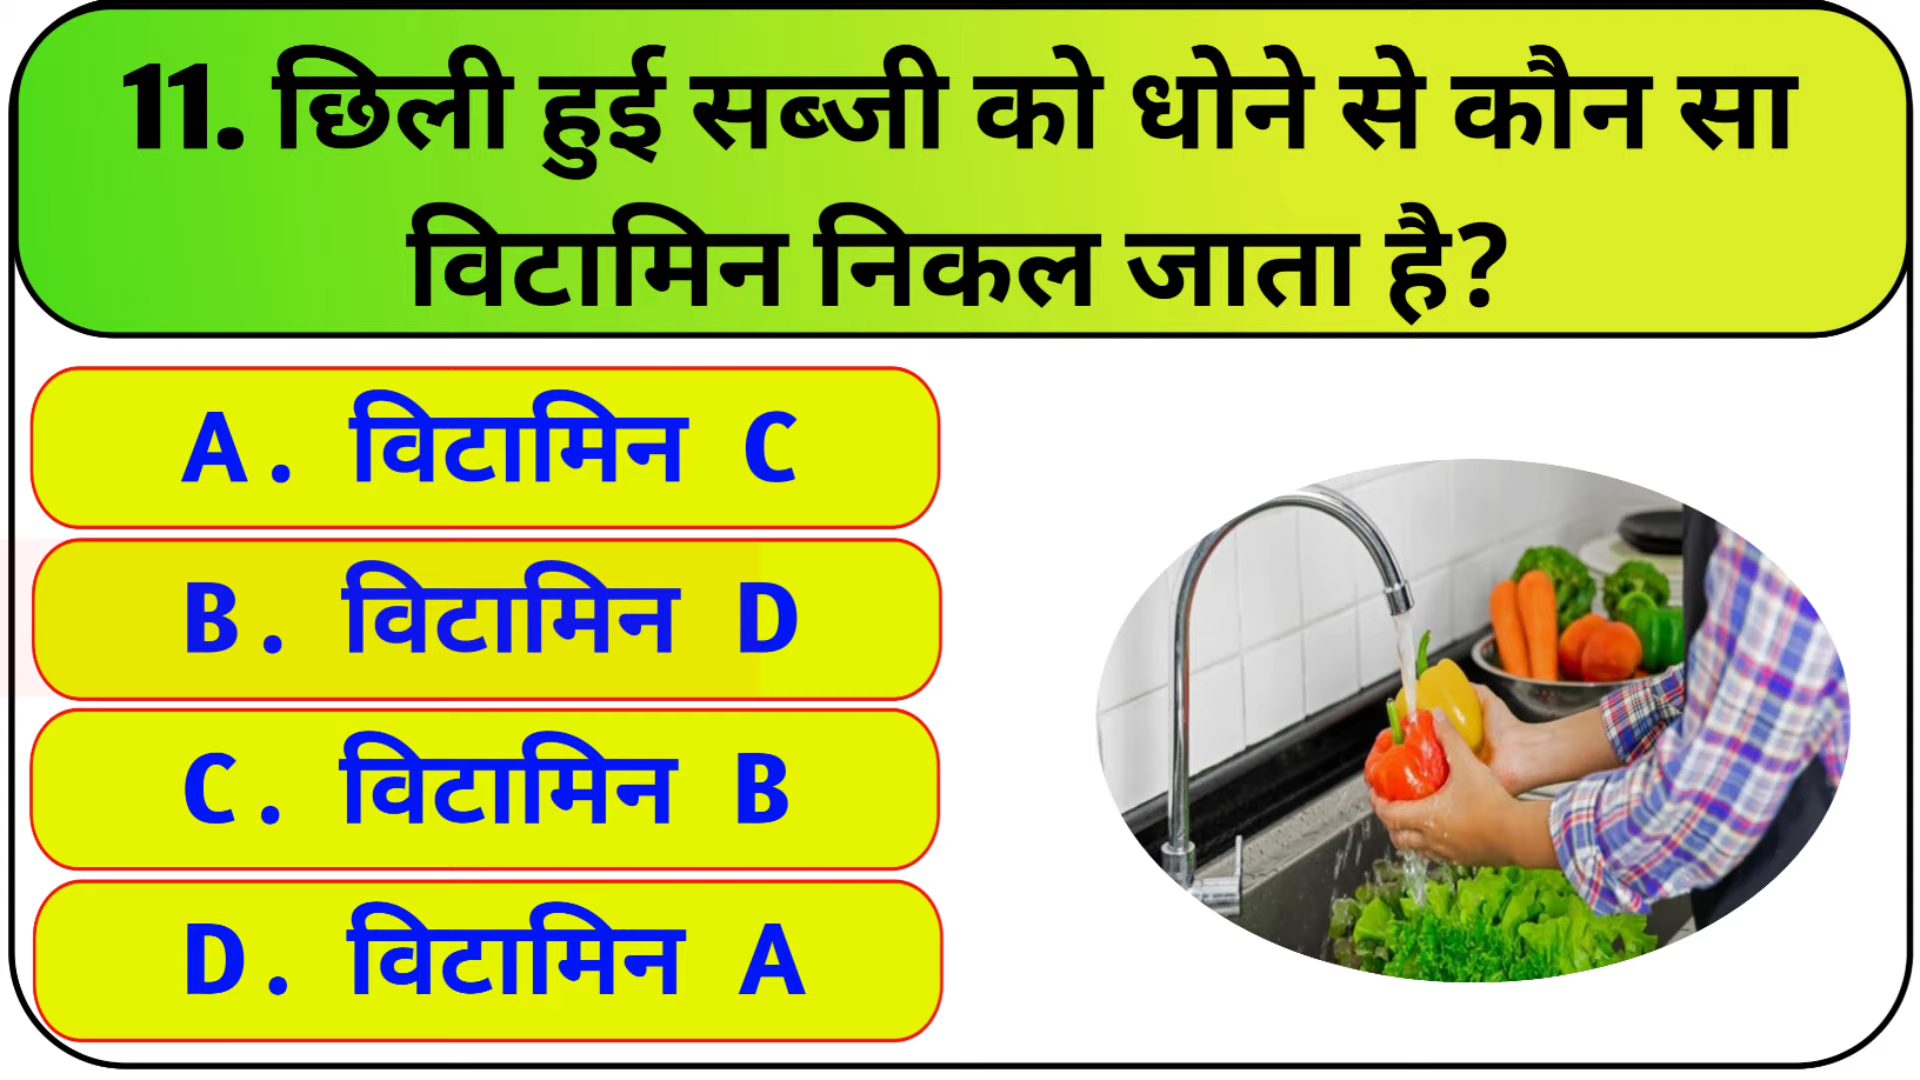 11. छिली हुई सब्जी को धोने से कौन सा
विटामिन निकल जाता है?
A. विटामिन C
B. विटामिन D
C. विटामिन B
D. विटामिन A